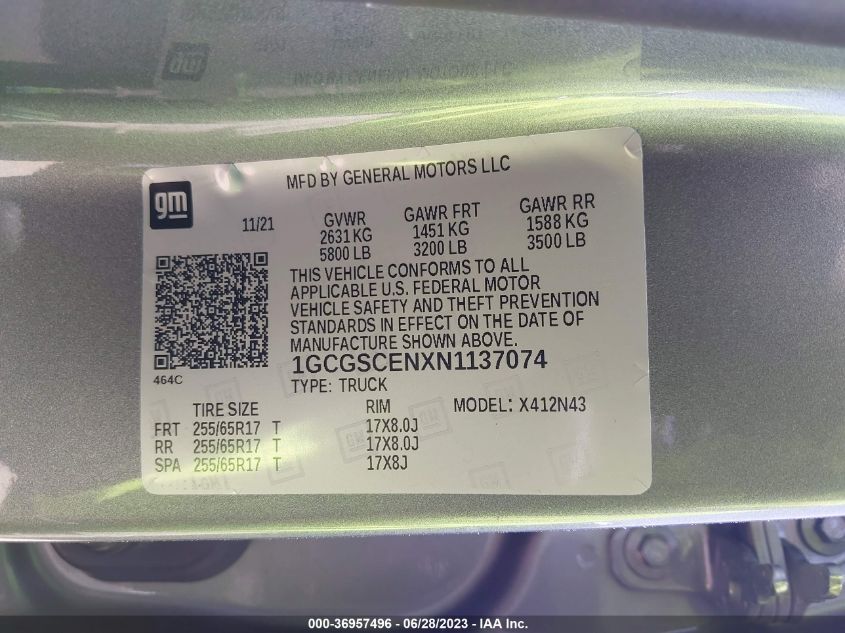 MFD BY GENERAL MOTORS LLC
gm
11/21
GVWR GAWR FRT GAWR RR
2631 KG 1451 KG 1588 KG
5800 LB 3200 LB 3500 LB
THIS VEHICLE CONFORMS TO ALL
APPLICABLE U.S. FEDERAL MOTOR
VEHICLE SAFETY AND THEFT PREVENTION
STANDARDS IN EFFECT ON THE DATE OF
MANUFACTURE SHOWN ABOVE.
464C
1GCGSCENXN1137074
TYPE: TRUCK
TIRE SIZE RIM MODEL: X412N43
FRT 255/65R17 T 17X8.0J
RR 255/65R17 T 17X8.0J
SPA 255/65R17 T 17X8J
000-36957496 - 06/28/2023 - IAA Inc.